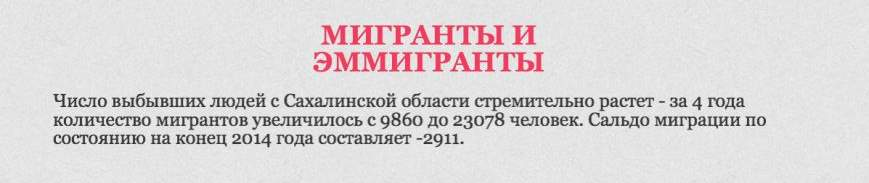 МИГРАНТЫ И
ЭММИГРАНТЫ
Число выбывших людей с Сахалинской области стремительно растет - за 4 года
количество мигрантов увеличилось с 9860 до 23078 человек. Сальдо миграции по
состоянию на конец 2014 года составляет -2911.